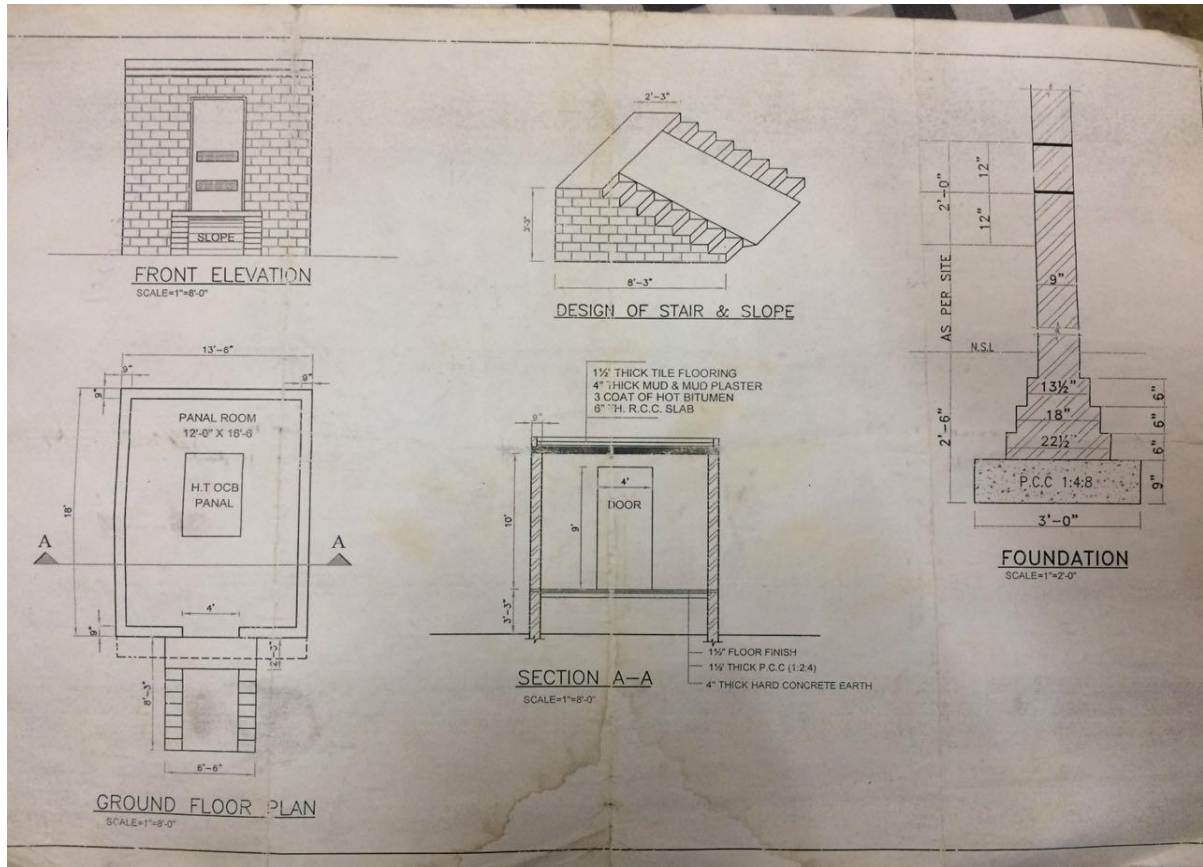 SLOPE
FRONT ELEVATION
SCALE=1"=8'-0"
2'-3"
3'-3"
8'-3"
DESIGN OF STAIR & SLOPE
12"
12"
2'-0"
9"
AS PER SITE
N.S.L
13½"
18"
22½"
6"
6"
6"
9"
2'-6"
P.C.C 1:4:8
3'-0"
FOUNDATION
SCALE=1"=2'-0"
13'-6"
9"
9"
9"
PANAL ROOM
12'-0" X 16'-6
H.T OCB
PANAL
18'
A
A
4'
9"
2'-3"
8'-3"
6'-6"
GROUND FLOOR PLAN
SCALE=1"=8'-0"
1½" THICK TILE FLOORING
4" THICK MUD & MUD PLASTER
3 COAT OF HOT BITUMEN
6" TH. R.C.C. SLAB
9"
4'
DOOR
10'
9'
3'-3"
1½" FLOOR FINISH
1½" THICK P.C.C (1:2:4)
4" THICK HARD CONCRETE EARTH
SECTION A-A
SCALE=1"=8'-0"